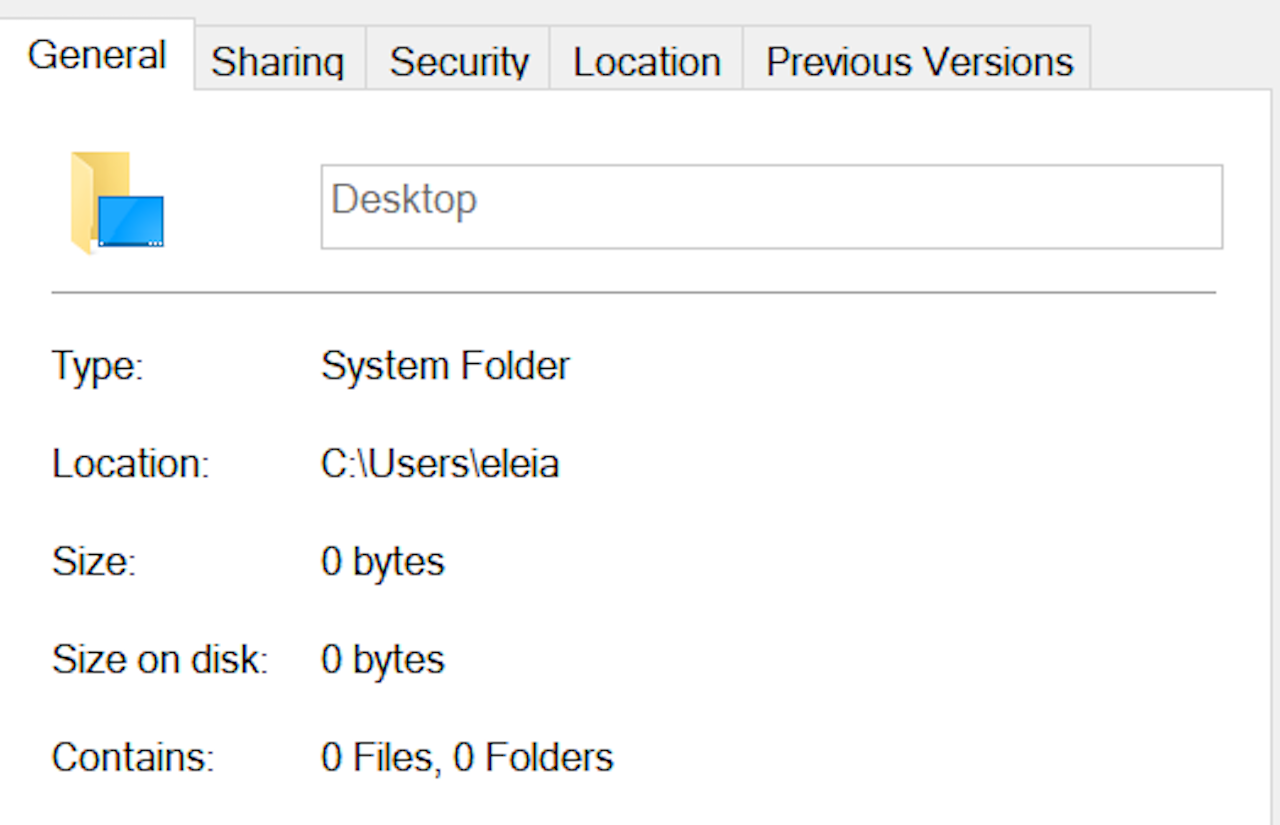 General Sharing Security Location Previous Versions
Desktop
Type: System Folder
Location: C:\Users\eleia
Size: 0 bytes
Size on disk: 0 bytes
Contains: 0 Files, 0 Folders